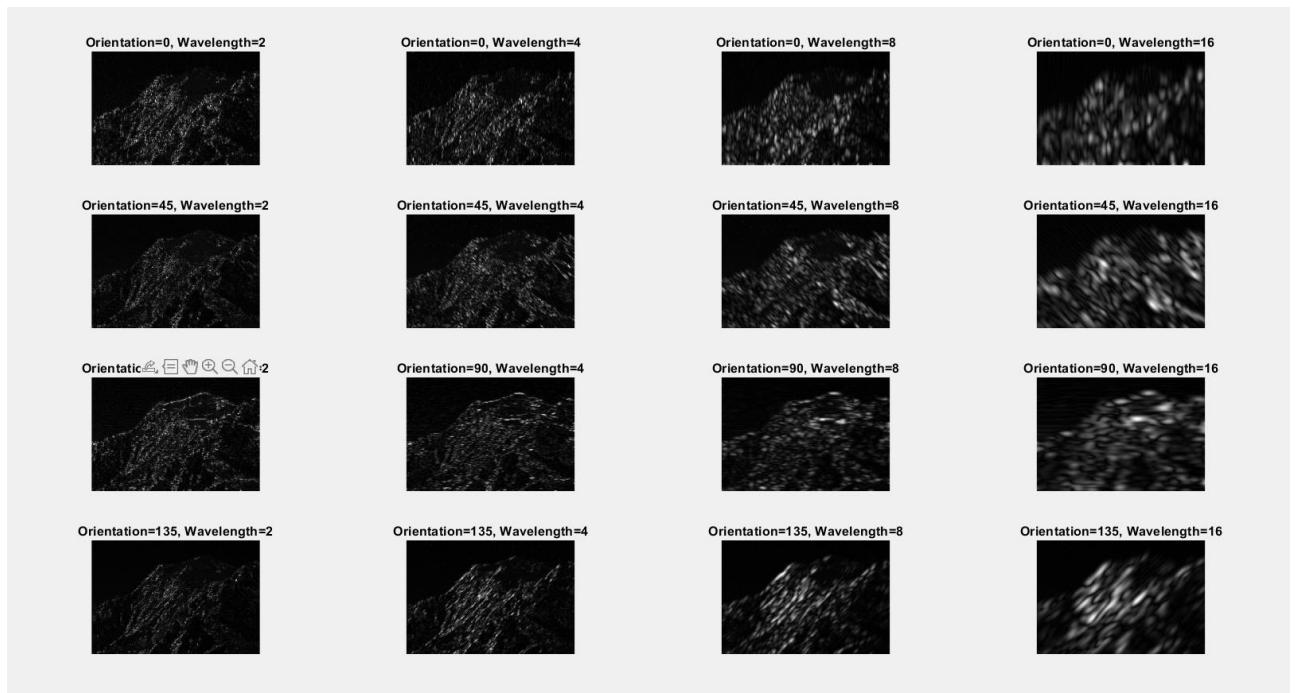 Orientation=0, Wavelength=2
Orientation=0, Wavelength=4
Orientation=0, Wavelength=8
Orientation=0, Wavelength=16
Orientation=45, Wavelength=2
Orientation=45, Wavelength=4
Orientation=45, Wavelength=8
Orientation=45, Wavelength=16
2
Orientation=90, Wavelength=4
Orientation=90, Wavelength=8
Orientation=90, Wavelength=16
Orientation=135, Wavelength=2
Orientation=135, Wavelength=4
Orientation=135, Wavelength=8
Orientation=135, Wavelength=16